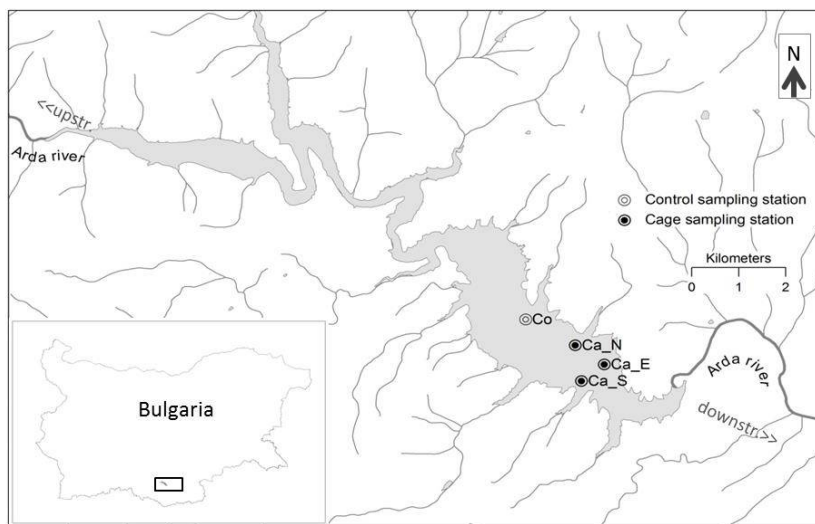 N
<<upstr.
Arda river
Control sampling station
Cage sampling station
Kilometers
0 1 2
Co
Ca_N
Ca_E
Ca_S
Arda river
downstr>>
Bulgaria